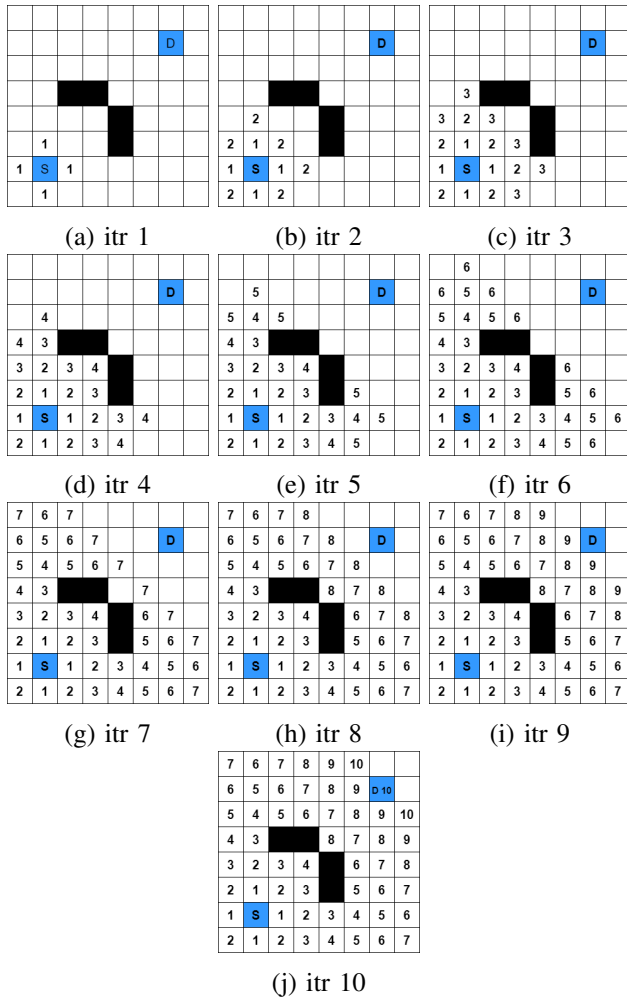 D
1
1 S 1
1
(a) itr 1
D
2
2 1 2
1 S 1 2
2 1 2
(b) itr 2
D
3
3 2 3
2 1 2 3
1 S 1 2 3
2 1 2 3
(c) itr 3
D
4
4 3
3 2 3 4
2 1 2 3
1 S 1 2 3 4
2 1 2 3 4
(d) itr 4
5 D
5 4 5
4 3
3 2 3 4
2 1 2 3 5
1 S 1 2 3 4 5
2 1 2 3 4 5
(e) itr 5
6
6 5 6 D
5 4 5 6
4 3
3 2 3 4 6
2 1 2 3 5 6
1 S 1 2 3 4 5 6
2 1 2 3 4 5 6
(f) itr 6
7 6 7
6 5 6 7 D
5 4 5 6 7
4 3 7
3 2 3 4 6 7
2 1 2 3 5 6 7
1 S 1 2 3 4 5 6
2 1 2 3 4 5 6 7
(g) itr 7
7 6 7 8
6 5 6 7 8 D
5 4 5 6 7 8
4 3 8 7 8
3 2 3 4 6 7 8
2 1 2 3 5 6 7
1 S 1 2 3 4 5 6
2 1 2 3 4 5 6 7
(h) itr 8
7 6 7 8 9
6 5 6 7 8 9 D
5 4 5 6 7 8 9
4 3 8 7 8 9
3 2 3 4 6 7 8
2 1 2 3 5 6 7
1 S 1 2 3 4 5 6
2 1 2 3 4 5 6 7
(i) itr 9
7 6 7 8 9 10
6 5 6 7 8 9 D 10
5 4 5 6 7 8 9 10
4 3 8 7 8 9
3 2 3 4 6 7 8
2 1 2 3 5 6 7
1 S 1 2 3 4 5 6
2 1 2 3 4 5 6 7
(j) itr 10